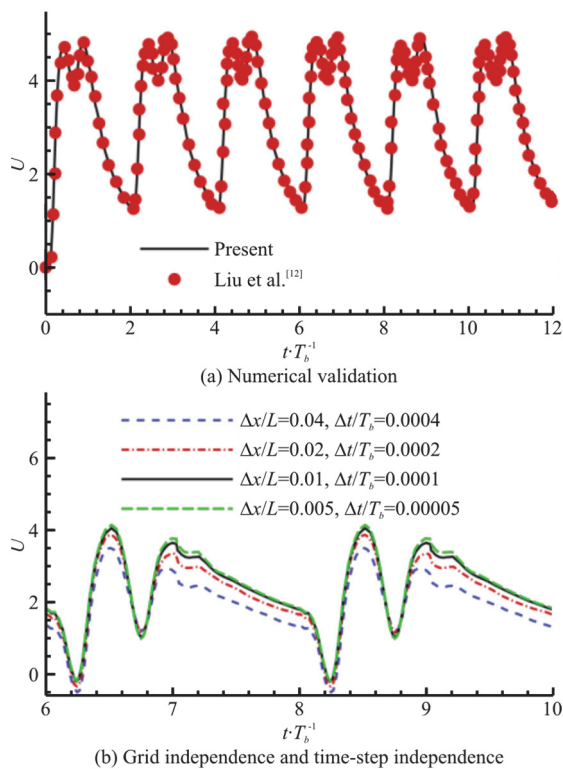 4
2
0
U
Present
Liu et al.[12]
0 2 4 6 8 10 12
t·T_b^-1
(a) Numerical validation
Δx/L=0.04, Δt/T_b=0.0004
Δx/L=0.02, Δt/T_b=0.0002
Δx/L=0.01, Δt/T_b=0.0001
Δx/L=0.005, Δt/T_b=0.00005
6
4
2
0
U
6 7 8 9 10
t·T_b^-1
(b) Grid independence and time-step independence